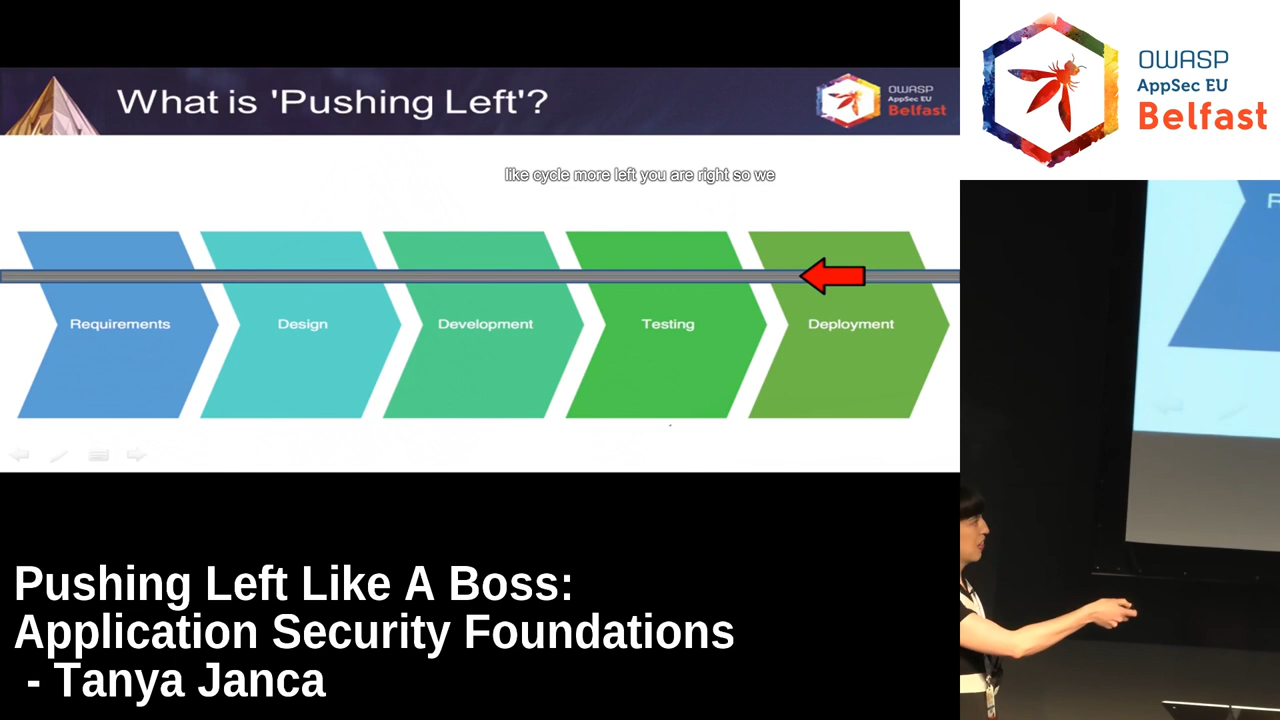 What is 'Pushing Left'?
OWASP
AppSec EU
Belfast
like cycle more left you are right so we
Requirements
Design
Development
Testing
Deployment
OWASP
AppSec EU
Belfast
Pushing Left Like A Boss:
Application Security Foundations
- Tanya Janca